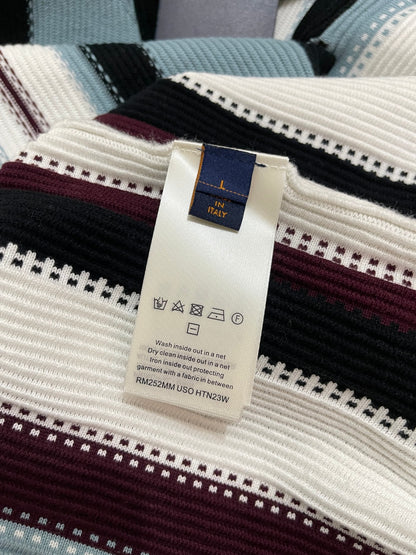 L
IN
ITALY
F
Wash inside out in a net
Dry clean inside out in a net
Iron inside out protecting
garment with a fabric in between
RM252MM USO HTN23W